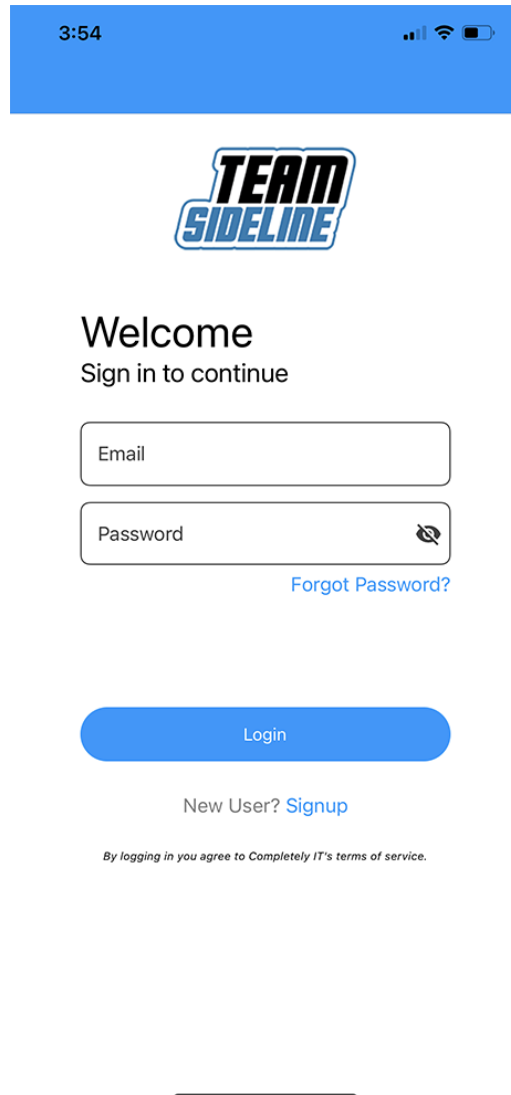 3:54
TEAM
SIDELINE
Welcome
Sign in to continue
Email
Password
Forgot Password?
Login
New User? Signup
By logging in you agree to Completely IT's terms of service.